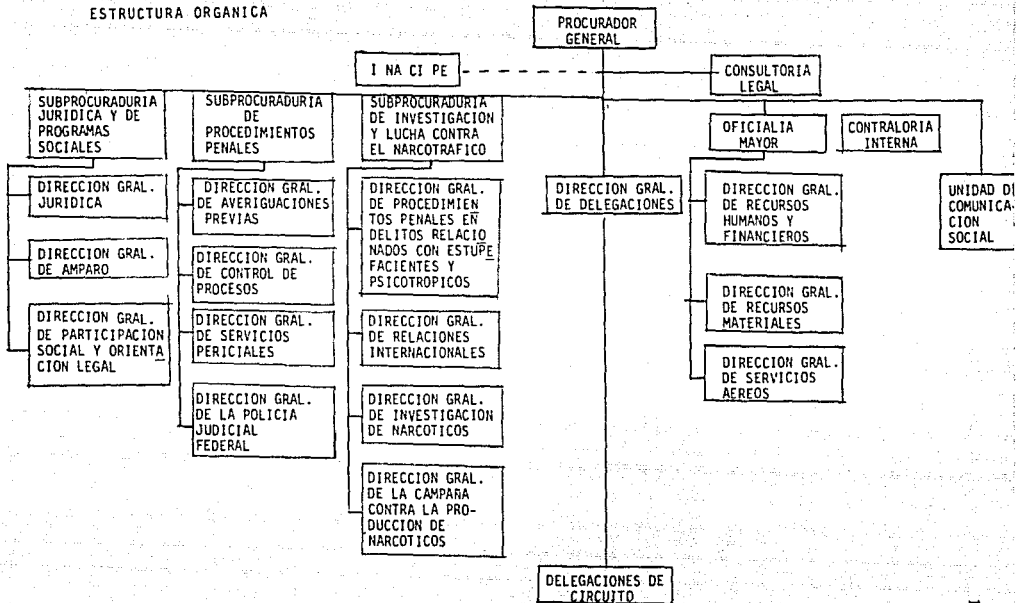 ESTRUCTURA ORGANICA
PROCURADOR
GENERAL
I NA CI PE
CONSULTORIA
LEGAL
SUBPROCURADURIA
JURIDICA Y DE
PROGRAMAS
SOCIALES
DIRECCION GRAL.
JURIDICA
DIRECCION GRAL.
DE AMPARO
DIRECCION GRAL.
DE PARTICIPACION
SOCIAL Y ORIENTA
CION LEGAL
SUBPROCURADURIA
DE
PROCEDIMIENTOS
PENALES
DIRECCION GRAL.
DE AVERIGUACIONES
PREVIAS
DIRECCION GRAL.
DE CONTROL DE
PROCESOS
DIRECCION GRAL.
DE SERVICIOS
PERICIALES
DIRECCION GRAL.
DE LA POLICIA
JUDICIAL
FEDERAL
SUBPROCURADURIA
DE INVESTIGACION
Y LUCHA CONTRA
EL NARCOTRAFICO
DIRECCION GRAL.
DE PROCEDIMIEN
TOS PENALES EN
DELITOS RELACIO
NADOS CON ESTUPE
FACIENTES Y
PSICOTROPICOS
DIRECCION GRAL.
DE RELACIONES
INTERNACIONALES
DIRECCION GRAL.
DE INVESTIGACION
DE NARCOTICOS
DIRECCION GRAL.
DE LA CAMPAÑA
CONTRA LA PRO-
DUCCION DE
NARCOTICOS
DIRECCION GRAL.
DE DELEGACIONES
DELEGACIONES DE
CIRCUITO
OFICIALIA
MAYOR
DIRECCION GRAL.
DE RECURSOS
HUMANOS Y
FINANCIEROS
DIRECCION GRAL.
DE RECURSOS
MATERIALES
DIRECCION GRAL.
DE SERVICIOS
AEREOS
CONTRALORIA
INTERNA
UNIDAD DE
COMUNICA-
CION
SOCIAL